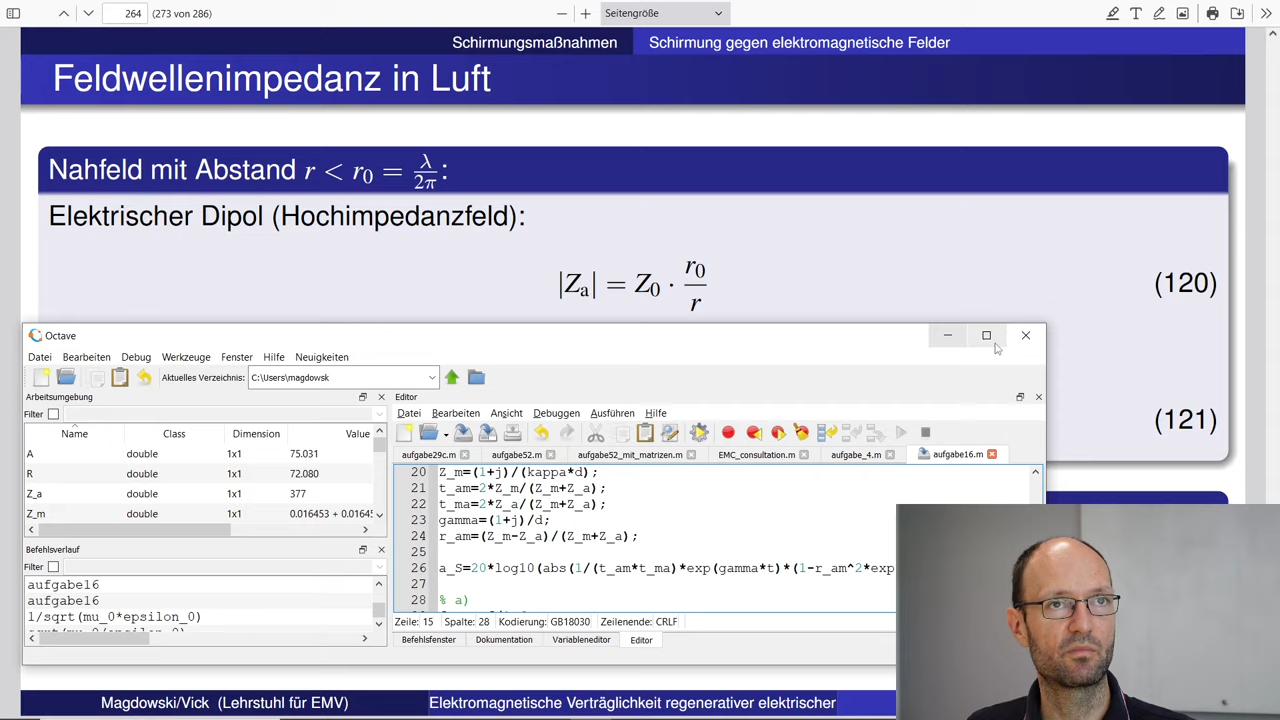 264
(273 von 286)
Seitengröße
Schirmungsmaßnahmen
Schirmung gegen elektromagnetische Felder
Feldwellenimpedanz in Luft
Nahfeld mit Abstand r < r₀ = λ/2π:
Elektrischer Dipol (Hochimpedanzfeld):
|Zₐ| = Z₀ · r₀/r (120)
Octave
Datei Bearbeiten Debug Werkzeuge Fenster Hilfe Neuigkeiten
Aktuelles Verzeichnis: C:\Users\magdowsk
Arbeitsumgebung
Filter
Name Class Dimension Value
A double 1x1 75.031
R double 1x1 72.080
Z_a double 1x1 377
Z_m double 1x1 0.016453 + 0.0164
Befehlsverlauf
Filter
aufgabe16
aufgabe16
1/sqrt(mu_0*epsilon_0)
Editor
Datei Bearbeiten Ansicht Debuggen Ausführen Hilfe
aufgabe29c.m aufgabe52.m aufgabe52_mit_matrizen.m EMC_consultation.m aufgabe_4.m aufgabe16.m
20 Z_m=(1+j)/(kappa*d);
21 t_am=2*Z_m/(Z_m+Z_a);
22 t_ma=2*Z_a/(Z_m+Z_a);
23 gamma=(1+j)/d;
24 r_am=(Z_m-Z_a)/(Z_m+Z_a);
25
26 a_S=20*log10(abs(1/(t_am*t_ma)*exp(gamma*t)*(1-r_am^2*exp
28 % a)
Zeile: 15 Spalte: 28 Kodierung: GB18030 Zeilenende: CRLF
Befehlsfenster Dokumentation Variableneditor Editor
(121)
Magdowski/Vick (Lehrstuhl für EMV)
Elektromagnetische Verträglichkeit regenerativer elektrischer